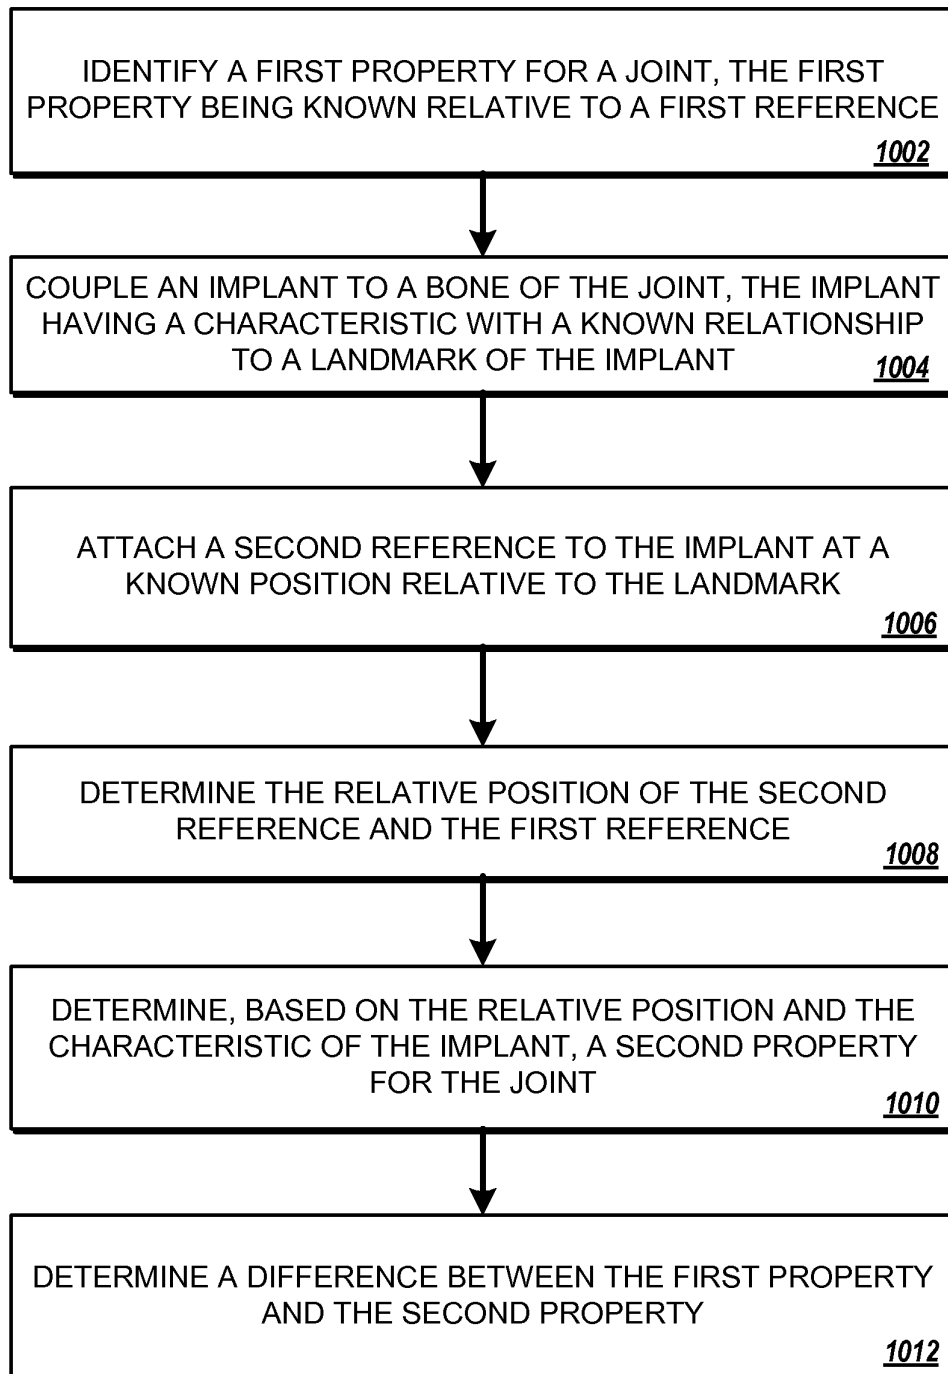 IDENTIFY A FIRST PROPERTY FOR A JOINT, THE FIRST
PROPERTY BEING KNOWN RELATIVE TO A FIRST REFERENCE
1002
COUPLE AN IMPLANT TO A BONE OF THE JOINT, THE IMPLANT
HAVING A CHARACTERISTIC WITH A KNOWN RELATIONSHIP
TO A LANDMARK OF THE IMPLANT
1004
ATTACH A SECOND REFERENCE TO THE IMPLANT AT A
KNOWN POSITION RELATIVE TO THE LANDMARK
1006
DETERMINE THE RELATIVE POSITION OF THE SECOND
REFERENCE AND THE FIRST REFERENCE
1008
DETERMINE, BASED ON THE RELATIVE POSITION AND THE
CHARACTERISTIC OF THE IMPLANT, A SECOND PROPERTY
FOR THE JOINT
1010
DETERMINE A DIFFERENCE BETWEEN THE FIRST PROPERTY
AND THE SECOND PROPERTY
1012